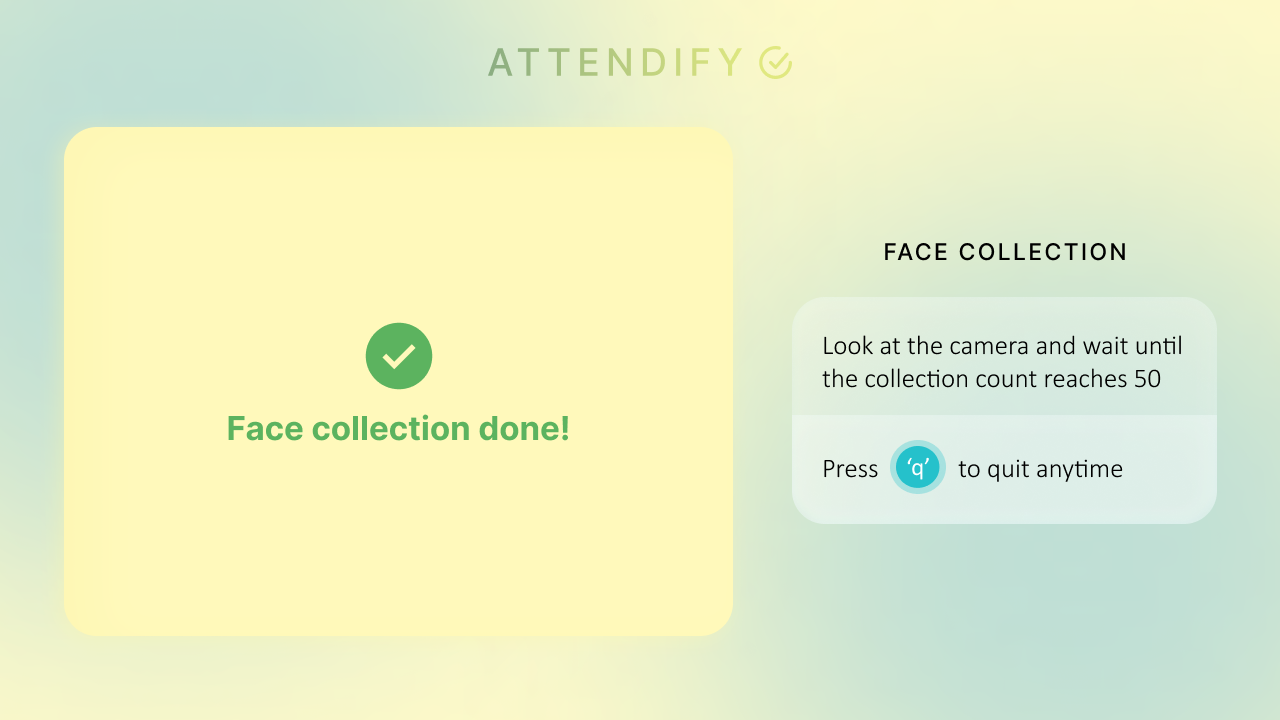 ATTENDIFY
Face collection done!
FACE COLLECTION
Look at the camera and wait until
the collection count reaches 50
Press ‘q’ to quit anytime